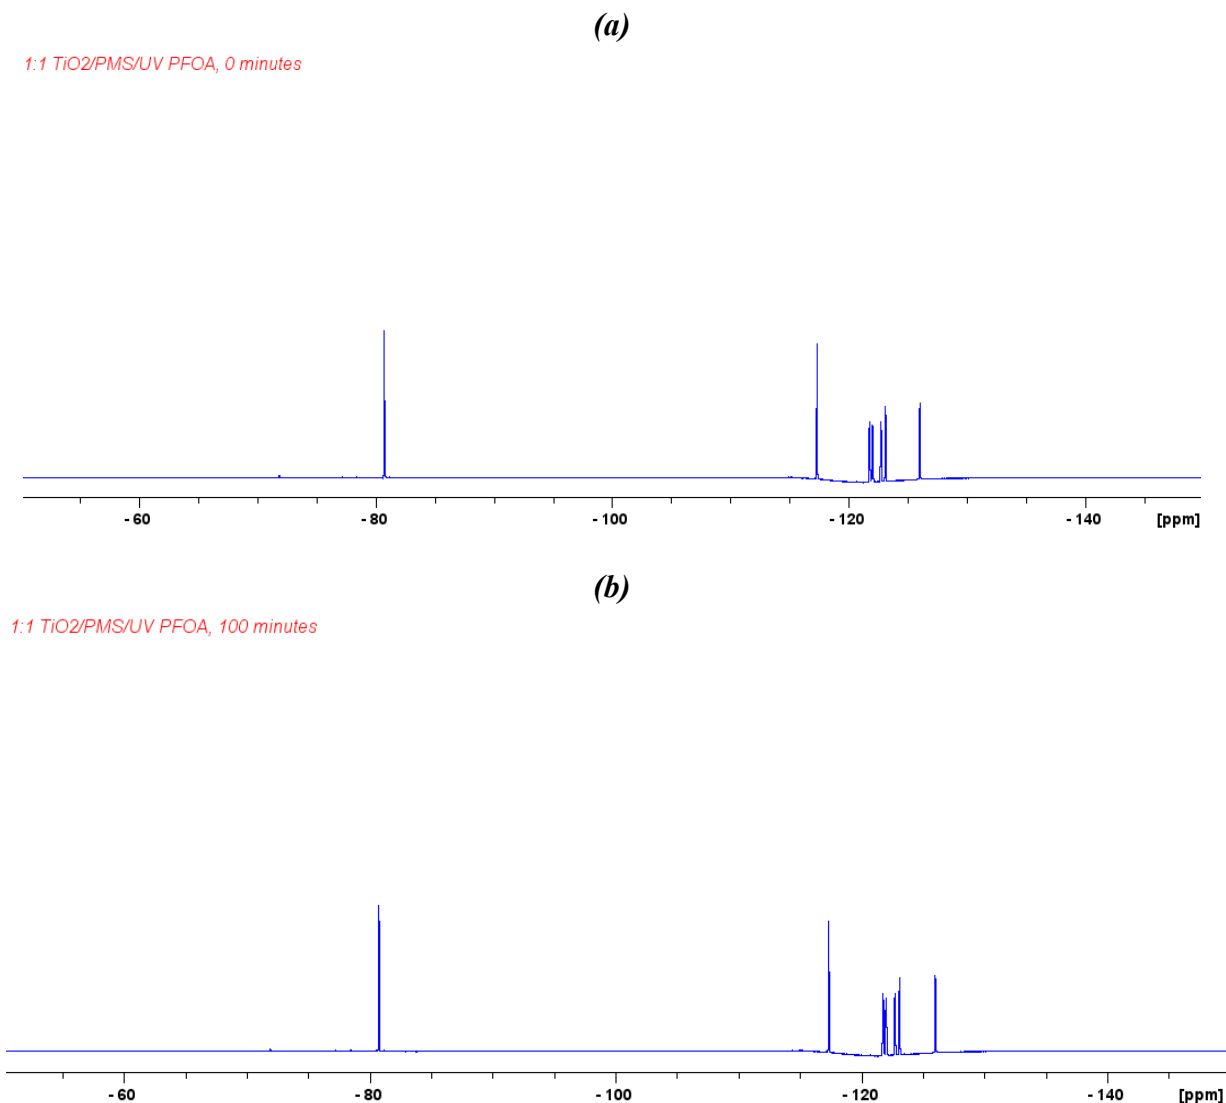 (a)
1:1 TiO2/PMS/UV PFOA, 0 minutes
- 60 - 80 - 100 - 120 - 140 [ppm]
(b)
1:1 TiO2/PMS/UV PFOA, 100 minutes
- 60 - 80 - 100 - 120 - 140 [ppm]